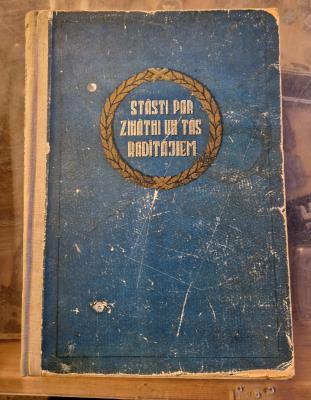 STĀSTI PAR
ZINĀTNI UN TĀS
RADĪTĀJIEM